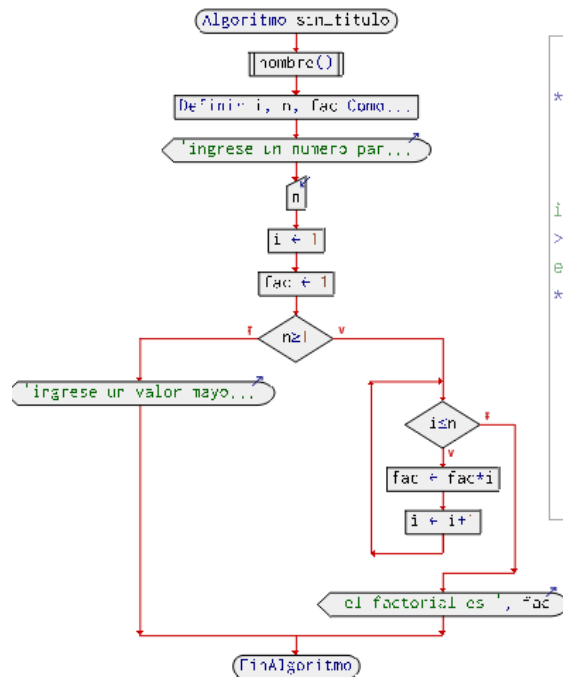 Algoritmo sin_titulo
nombre()
Definir i, n, fac Como...
'ingrese un numero par...
n
i ← 1
fac ← 1
n≥1
F
V
'ingrese un valor mayo...
i≤n
F
V
fac ← fac*i
i ← i+1
el factorial es ', fac
FinAlgoritmo
*
i
>
e
*